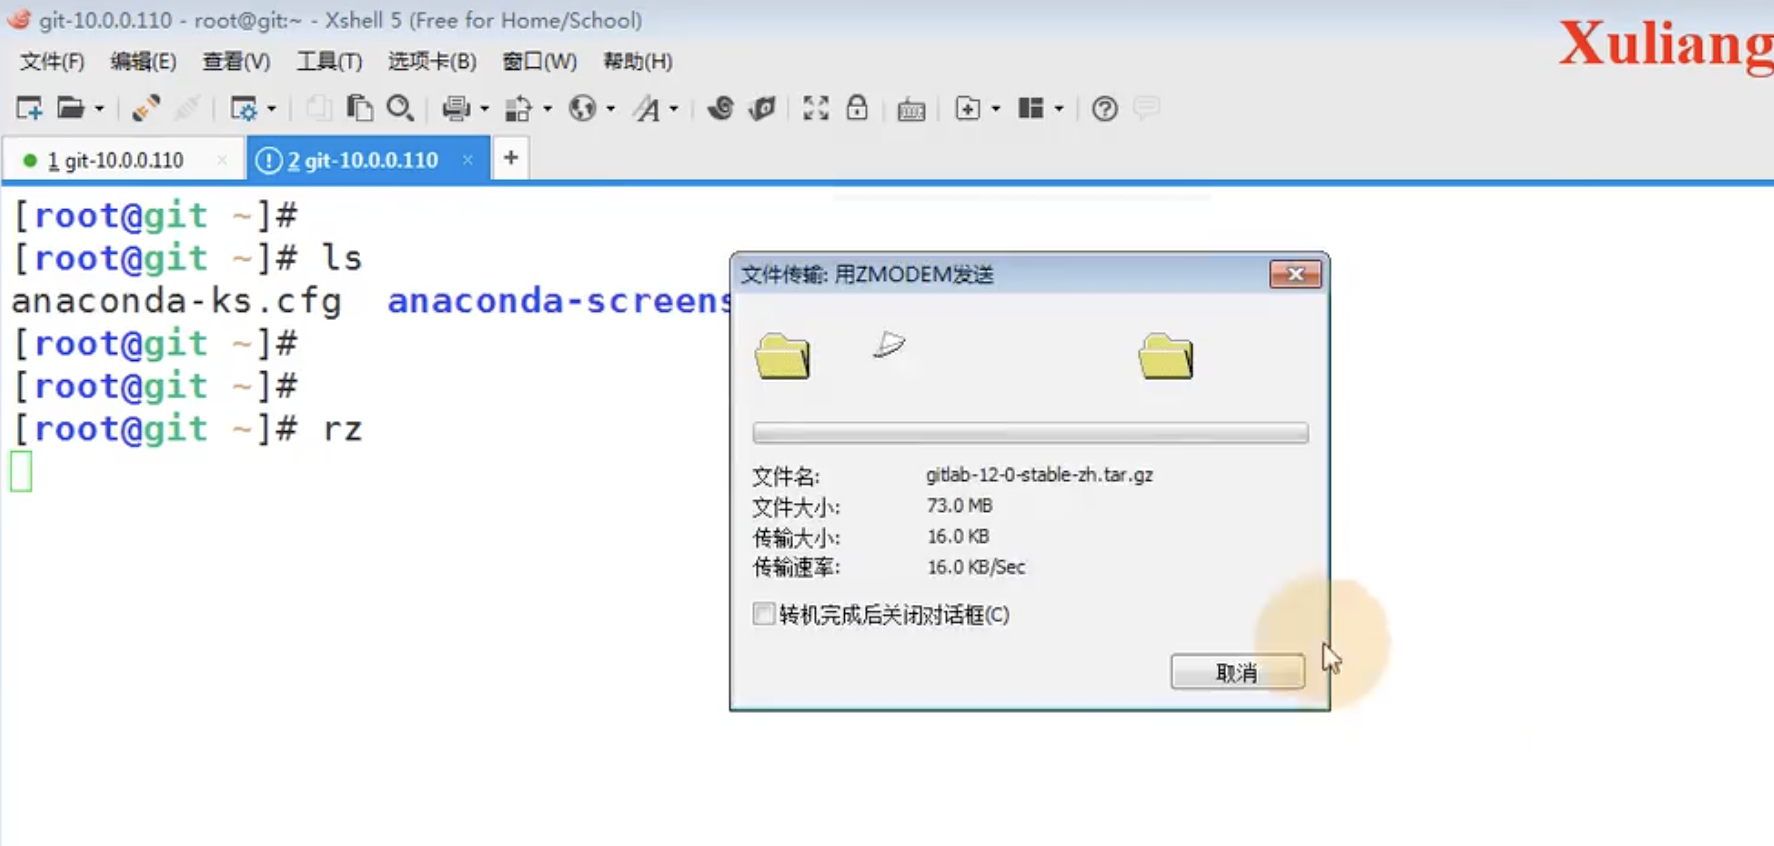 git-10.0.0.110 - root@git:~ - Xshell 5 (Free for Home/School)
Xuliang
文件(F) 编辑(E) 查看(V) 工具(T) 选项卡(B) 窗口(W) 帮助(H)
1 git-10.0.0.110 × 2 git-10.0.0.110 × +
[root@git ~]#
[root@git ~]# ls
anaconda-ks.cfg anaconda-screens
[root@git ~]#
[root@git ~]#
[root@git ~]# rz
文件传输: 用ZMODEM发送
文件名: gitlab-12-0-stable-zh.tar.gz
文件大小: 73.0 MB
传输大小: 16.0 KB
传输速率: 16.0 KB/Sec
转机完成后关闭对话框(C)
取消